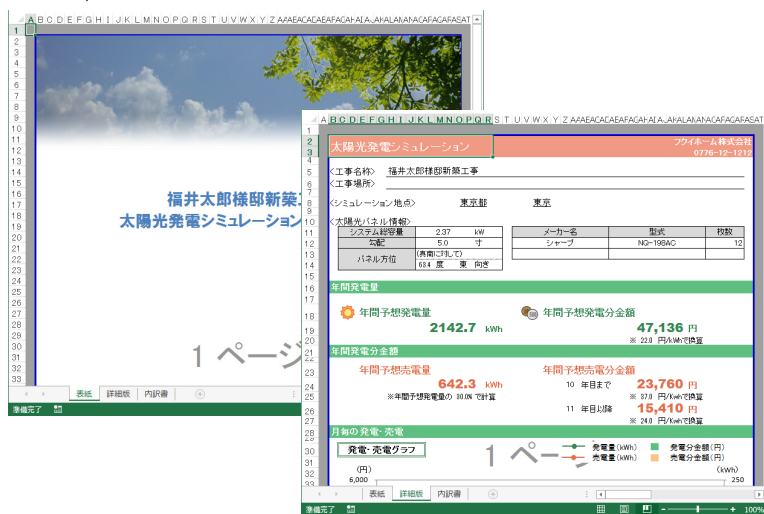 福井太郎様邸新築
太陽光発電シミュレーション
1 ページ
表紙 詳細版 内訳書
準備完了
太陽光発電シミュレーション
フクイホーム株式会社
0776-12-1212
<工事名称> 福井太郎様邸新築工事
<工事場所>
<シミュレーション地点> 東京都 東京
<太陽光パネル情報>
システム総容量 2.37 kW
勾配 5.0 寸
パネル方位 (真南に対して)
63.4 度 東 向き
メーカー名 型式 枚数
シャープ NQ-198AC 12
年間発電量
年間予想発電量
2142.7 kWh
年間予想発電分金額
47,136 円
※ 22.0 円/kWhで換算
年間発電分金額
年間予想売電量
642.3 kWh
※年間予想発電量の 30.0% で計算
年間予想売電分金額
10 年目まで 23,760 円
※ 37.0 円/Kwhで換算
11 年目以降 15,410 円
※ 24.0 円/Kwhで換算
月毎の発電・売電
発電・売電グラフ
1 ページ
発電量(kWh) 発電分金額(円)
売電量(kWh) 売電分金額(円)
(円) (kWh)
6,000 250
表紙 詳細版 内訳書
準備完了
100%